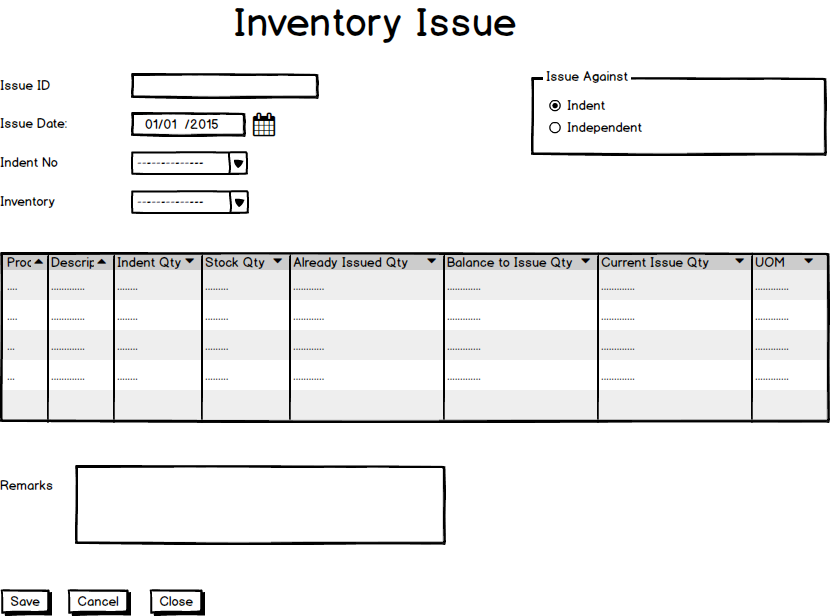 Inventory Issue
Issue ID
Issue Against
Indent
Issue Date: 01/01 /2015
Independent
Indent No --------------
Inventory --------------
Proc Descrip Indent Qty Stock Qty Already Issued Qty Balance to Issue Qty Current Issue Qty UOM
.... ............. ........ ......... ............ ............. ............. .............
.... ............. ........ ......... ............ ............. ............. .............
... ............. ........ ......... ............ ............. ............. .............
... ............. ........ ......... ............ ............. ............. .............
Remarks
Save Cancel Close